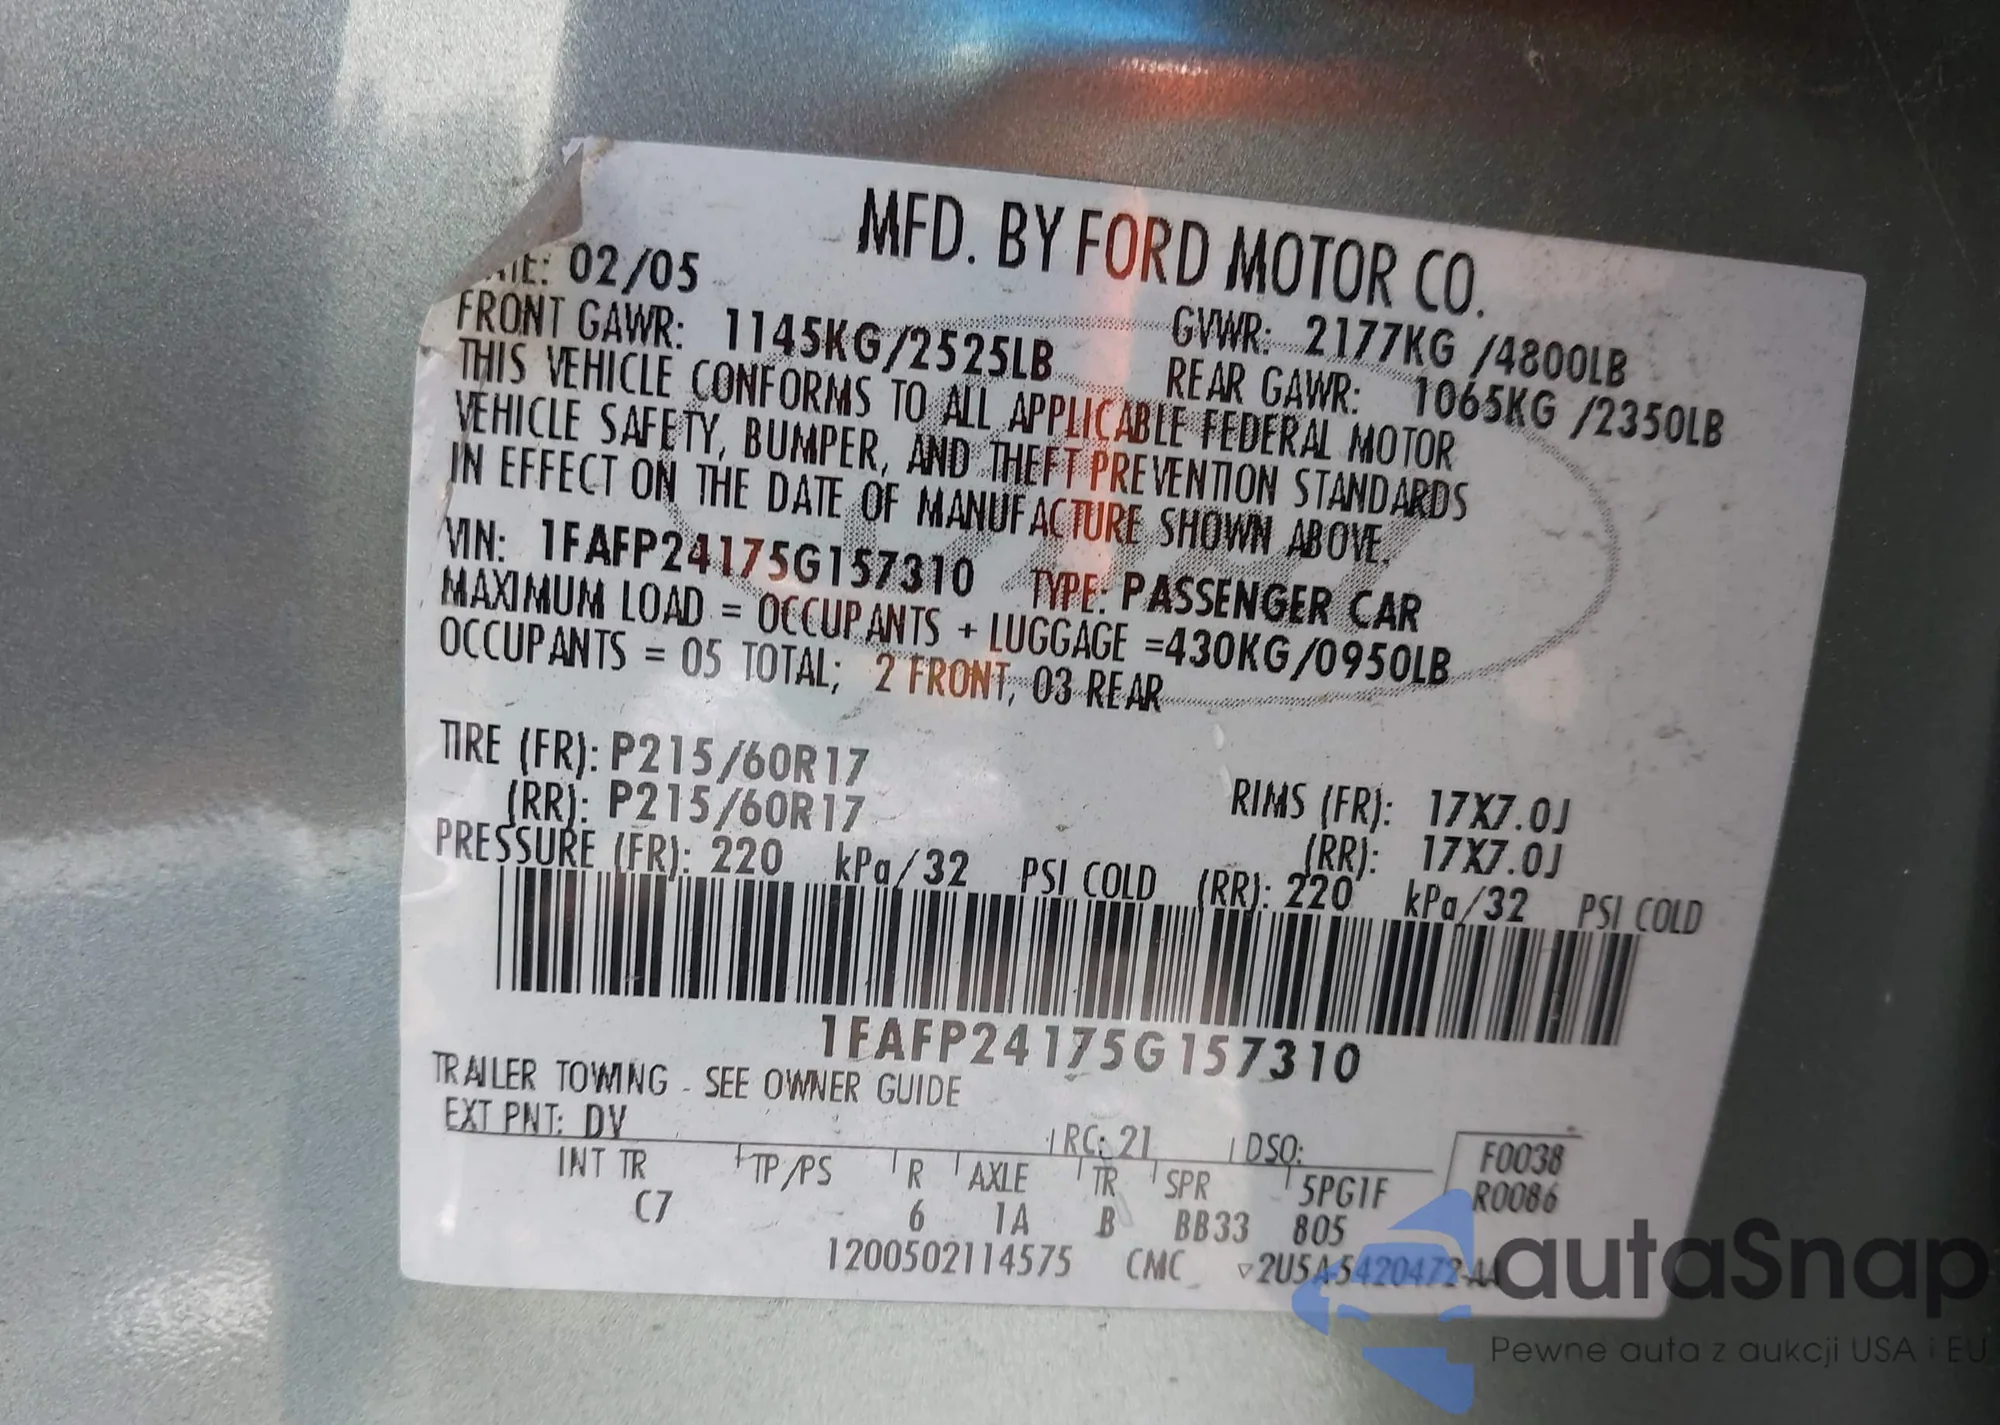 MFD. BY FORD MOTOR CO.
DATE: 02/05
GVWR: 2177KG /4800LB
FRONT GAWR: 1145KG/2525LB
REAR GAWR: 1065KG /2350LB
THIS VEHICLE CONFORMS TO ALL APPLICABLE FEDERAL MOTOR
VEHICLE SAFETY, BUMPER, AND THEFT PREVENTION STANDARDS
IN EFFECT ON THE DATE OF MANUFACTURE SHOWN ABOVE.
VIN: 1FAFP24175G157310 TYPE: PASSENGER CAR
MAXIMUM LOAD = OCCUPANTS + LUGGAGE =430KG/0950LB
OCCUPANTS = 05 TOTAL; 2 FRONT, 03 REAR
TIRE (FR): P215/60R17 RIMS (FR): 17X7.0J
(RR): P215/60R17 (RR): 17X7.0J
PRESSURE (FR): 220 kPa/32 PSI COLD (RR): 220 kPa/32 PSI COLD
1FAFP24175G157310
TRAILER TOWING - SEE OWNER GUIDE
EXT PNT: DV RC: 21 DSO: F0038
INT TR TP/PS R AXLE TR SPR 5PG1F R0086
C7 6 1A B BB33 805
1200502114575 CMC ▽2U5A-5420472-AA
autaSnap
Pewne auta z aukcji USA i EU